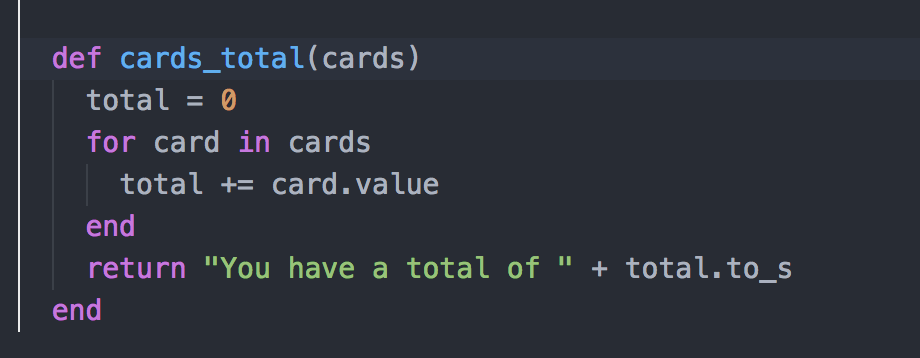 def cards_total(cards)
  total = 0
  for card in cards
    total += card.value
  end
  return "You have a total of " + total.to_s
end